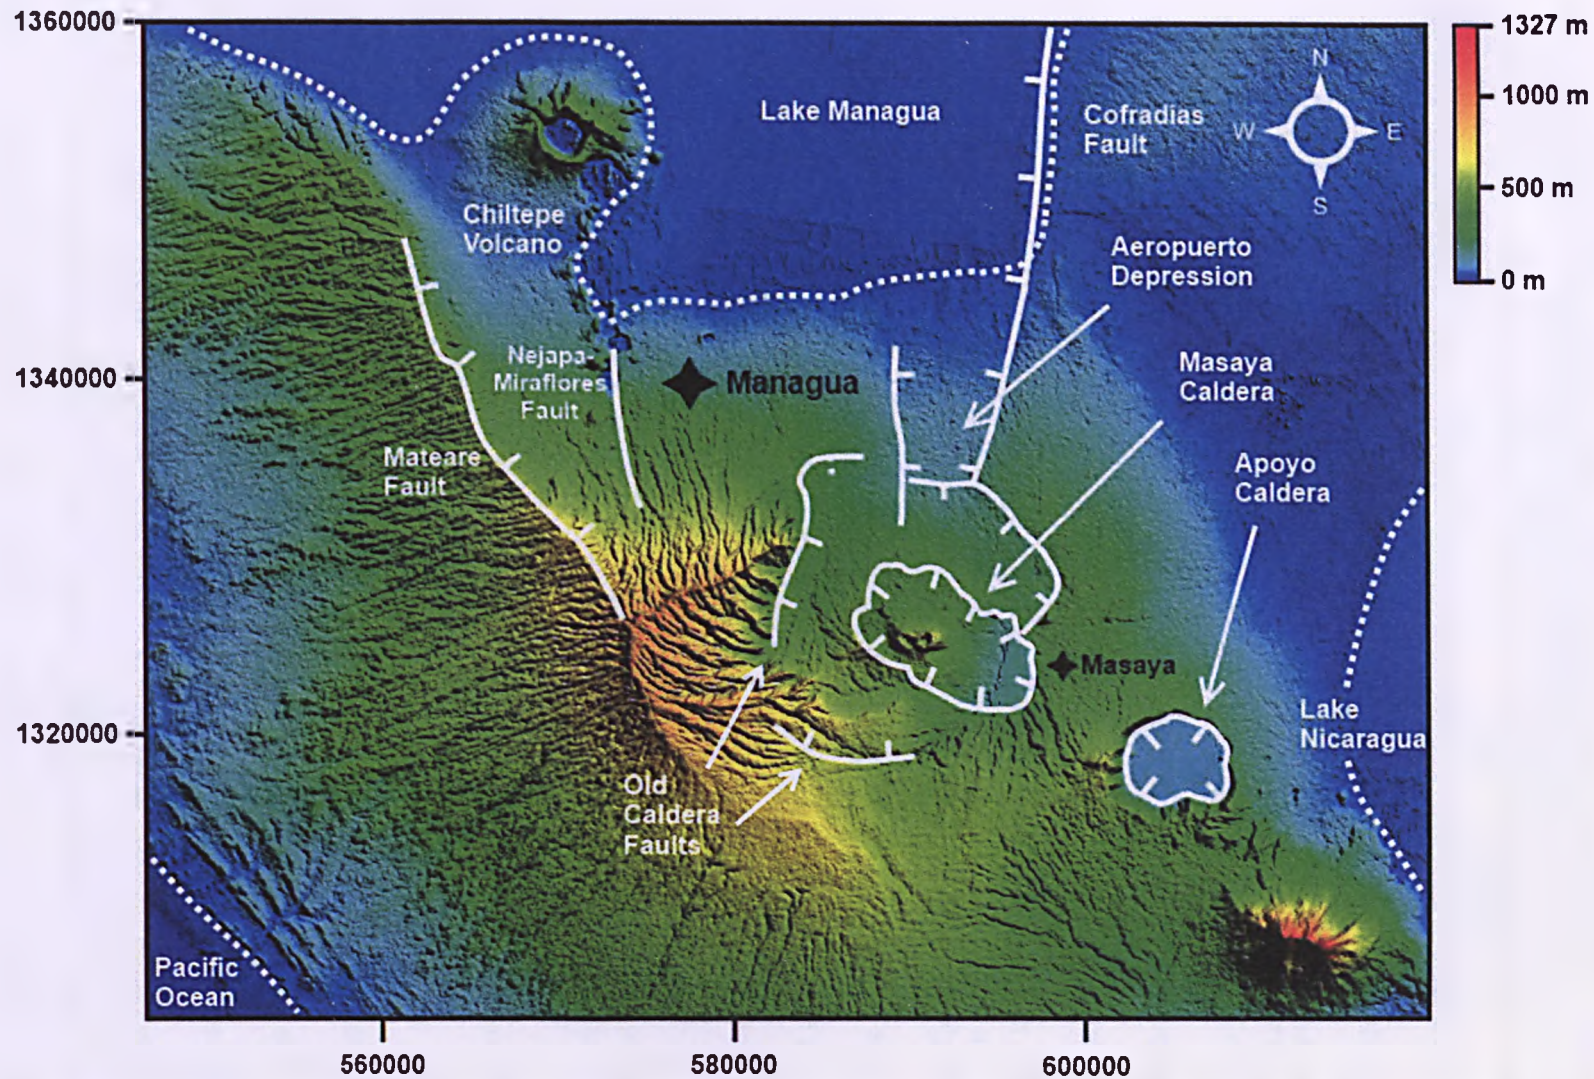 1360000
1327 m
1000 m
500 m
0 m
N
W
E
S
Lake Managua
Cofradias
Fault
Chiltepe
Volcano
Aeropuerto
Depression
Nejapa-
Miraflores
Fault
1340000
Managua
Masaya
Caldera
Mateare
Fault
Apoyo
Caldera
Masaya
1320000
Lake
Nicaragua
Old
Caldera
Faults
Pacific
Ocean
560000
580000
600000